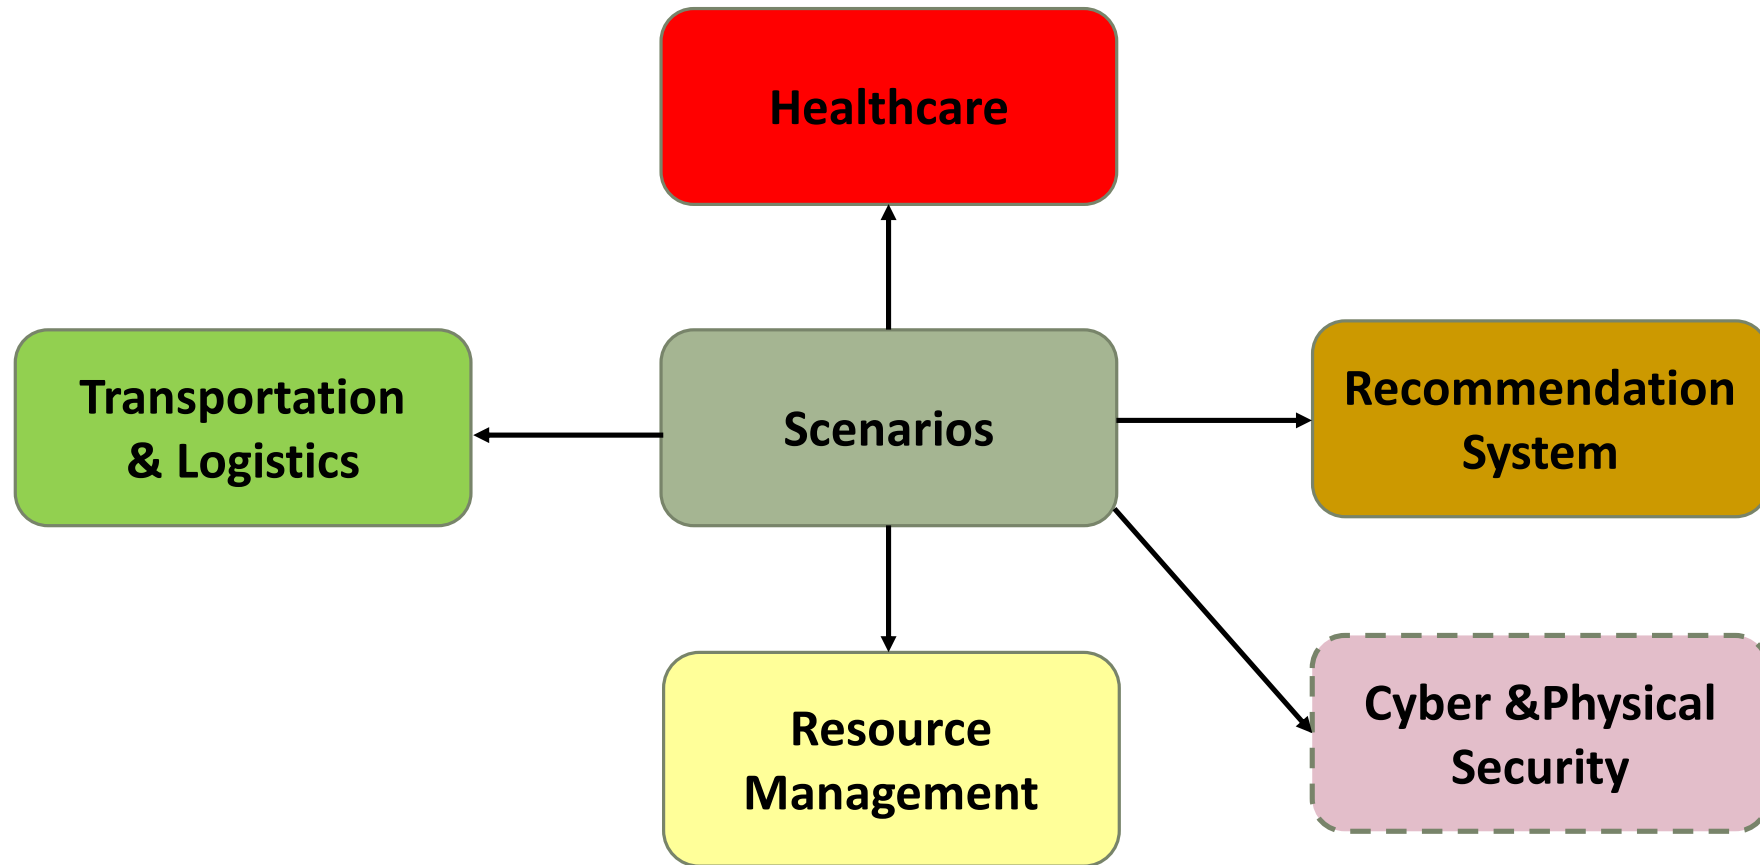 Healthcare
Transportation
& Logistics
Scenarios
Recommendation
System
Resource
Management
Cyber &Physical
Security